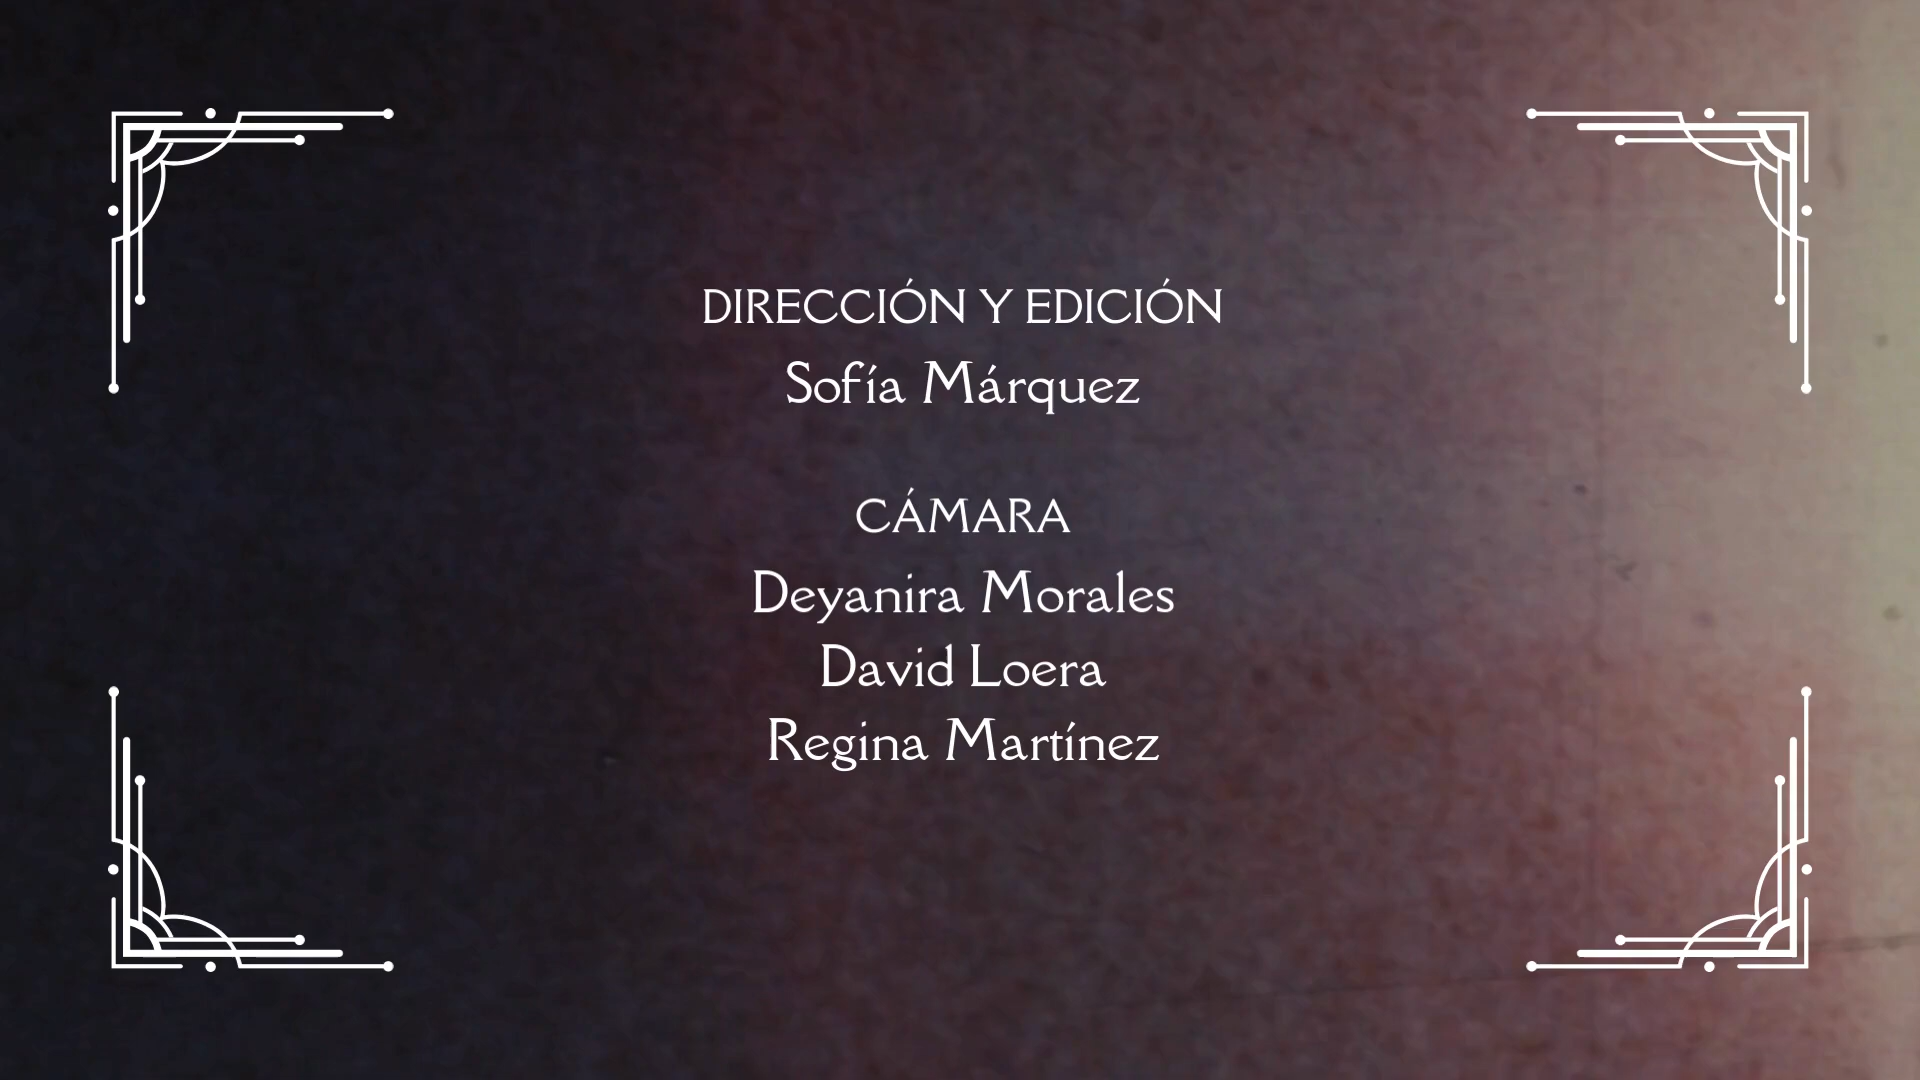 DIRECCIÓN Y EDICIÓN
Sofía Márquez
CÁMARA
Deyanira Morales
David Loera
Regina Martínez